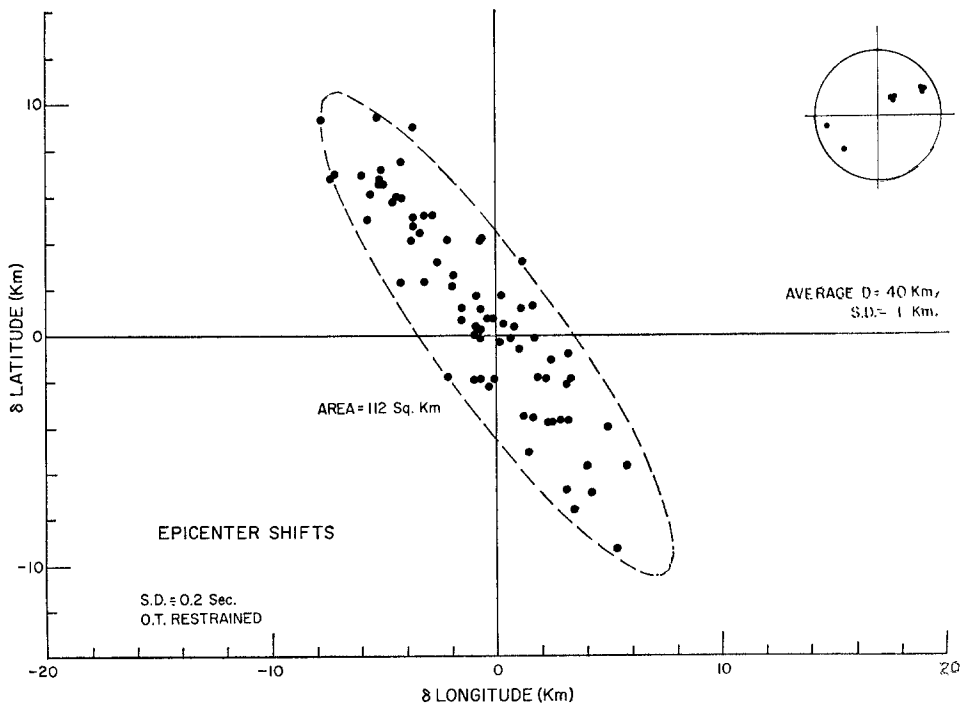 10
0
-10
δ LATITUDE (Km)
AVERAGE D = 40 Km,
S.D. = 1 Km.
AREA = 112 Sq. Km
EPICENTER SHIFTS
S.D. = 0.2 Sec.
O.T. RESTRAINED
-20
-10
0
10
20
δ LONGITUDE (Km)